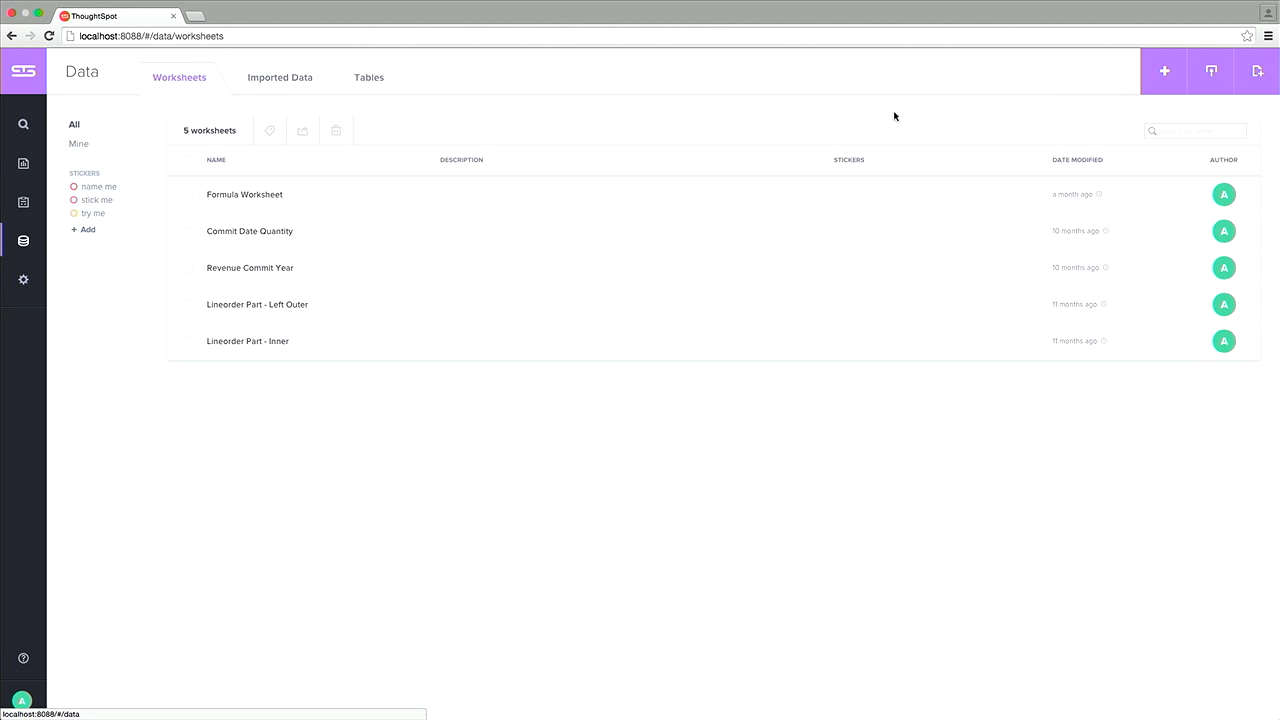 ThoughtSpot
localhost:8088/#/data/worksheets
Data
Worksheets
Imported Data
Tables
All
Mine
STICKERS
name me
stick me
try me
+ Add
5 worksheets
NAME DESCRIPTION STICKERS DATE MODIFIED AUTHOR
Formula Worksheet a month ago A
Commit Date Quantity 10 months ago A
Revenue Commit Year 10 months ago A
Lineorder Part - Left Outer 11 months ago A
Lineorder Part - Inner 11 months ago A
A
localhost:8088/#/data